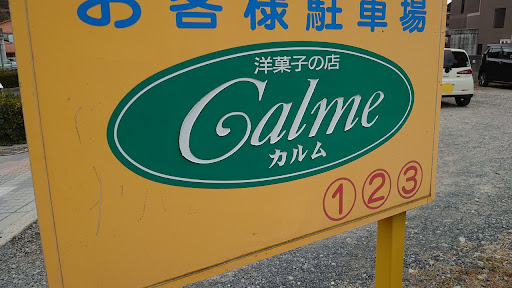 お客様駐車場
洋菓子の店
Calme
カルム
①②③